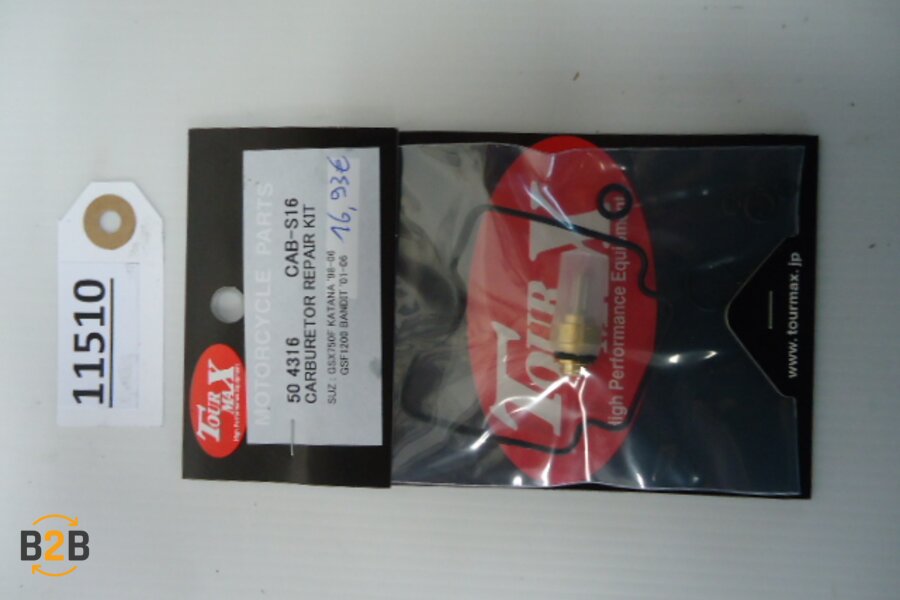 11510
TOUR MAX
MOTORCYCLE PARTS
50 4316 CAB-S16
CARBURETOR REPAIR KIT
SUZ : GSX750F KATANA '98-06
GSF1200 BANDIT '01-06
16,93€
TOUR
High Performance Equipment
www.tourmax.jp
B2B